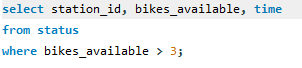 select station_id, bikes_available, time
from status
where bikes_available > 3;